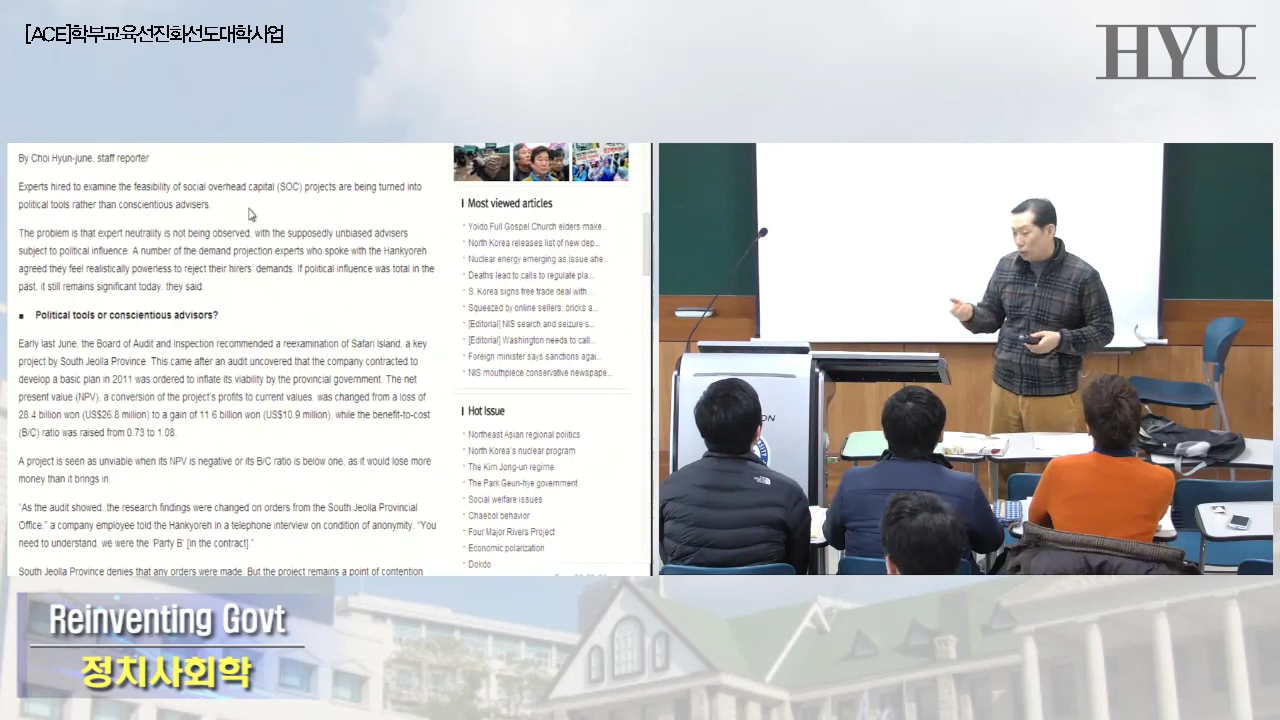 [ACE]학부교육선진화선도대학사업
HYU
By Choi Hyun-june, staff reporter
Experts hired to examine the feasibility of social overhead capital (SOC) projects are being turned into
political tools rather than conscientious advisers.
The problem is that expert neutrality is not being observed, with the supposedly unbiased advisers
subject to political influence. A number of the demand projection experts who spoke with the Hankyoreh
agreed they feel realistically powerless to reject their hirers' demands. If political influence was total in the
past, it still remains significant today, they said.
■ Political tools or conscientious advisors?
Early last June, the Board of Audit and Inspection recommended a reexamination of Safari Island, a key
project by South Jeolla Province. This came after an audit uncovered that the company contracted to
develop a basic plan in 2011 was ordered to inflate its viability by the provincial government. The net
present value (NPV), a conversion of the project's profits to current values, was changed from a loss of
28.4 billion won (US$26.8 million) to a gain of 11.6 billion won (US$10.9 million), while the benefit-to-cost
(B/C) ratio was raised from 0.73 to 1.08.
A project is seen as unviable when its NPV is negative or its B/C ratio is below one, as it would lose more
money than it brings in.
"As the audit showed, the research findings were changed on orders from the South Jeolla Provincial
Office," a company employee told the Hankyoreh in a telephone interview on condition of anonymity. "You
need to understand, we were the 'Party B' [in the contract]."
South Jeolla Province denies that any orders were made. But the project remains a point of contention
Most viewed articles
Yoido Full Gospel Church elders make...
North Korea releases list of new dep...
Nuclear energy emerging as issue ahe...
Deaths lead to calls to regulate pla...
S. Korea signs free trade deal with...
Squeezed by online sellers, bricks a...
[Editorial] NIS search and seizure s...
[Editorial] Washington needs to call...
Foreign minister says sanctions agai...
NIS mouthpiece conservative newspape...
Hot Issue
Northeast Asian regional politics
North Korea's nuclear program
The Kim Jong-un regime
The Park Geun-hye government
Social welfare issues
Chaebol behavior
Four Major Rivers Project
Economic polarization
Dokdo
Reinventing Govt
정치사회학